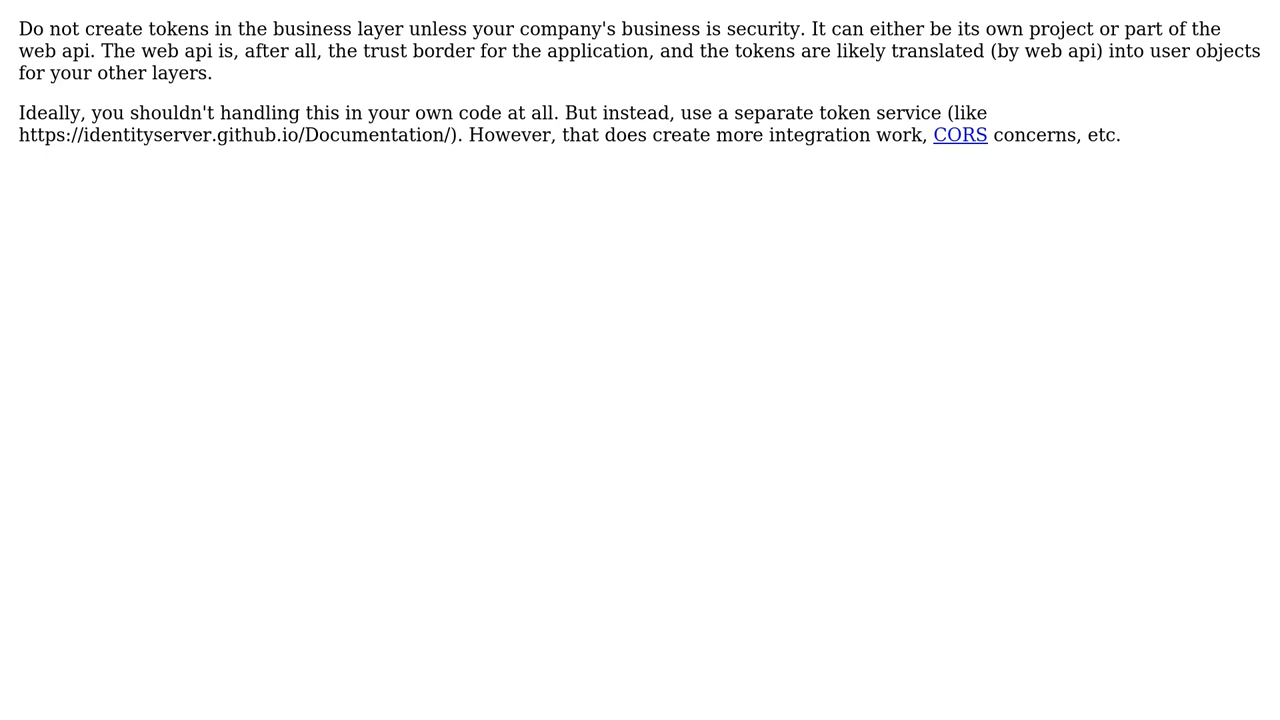 Do not create tokens in the business layer unless your company's business is security. It can either be its own project or part of the
web api. The web api is, after all, the trust border for the application, and the tokens are likely translated (by web api) into user objects
for your other layers.
Ideally, you shouldn't handling this in your own code at all. But instead, use a separate token service (like
https://identityserver.github.io/Documentation/). However, that does create more integration work, CORS concerns, etc.